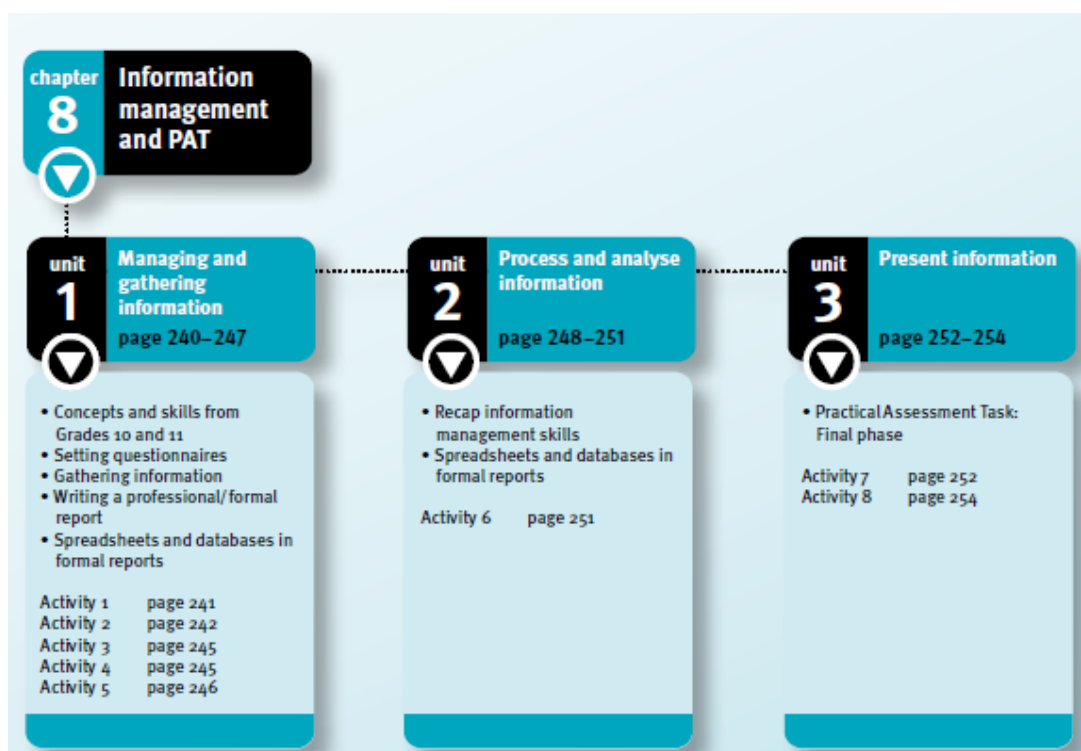 chapter
8
Information
management
and PAT
unit
1
Managing and
gathering
information
page 240–247
• Concepts and skills from
Grades 10 and 11
• Setting questionnaires
• Gathering information
• Writing a professional/formal
report
• Spreadsheets and databases in
formal reports
Activity 1 page 241
Activity 2 page 242
Activity 3 page 245
Activity 4 page 245
Activity 5 page 246
unit
2
Process and analyse
information
page 248–251
• Recap information
management skills
• Spreadsheets and databases in
formal reports
Activity 6 page 251
unit
3
Present information
page 252–254
• Practical Assessment Task:
Final phase
Activity 7 page 252
Activity 8 page 254